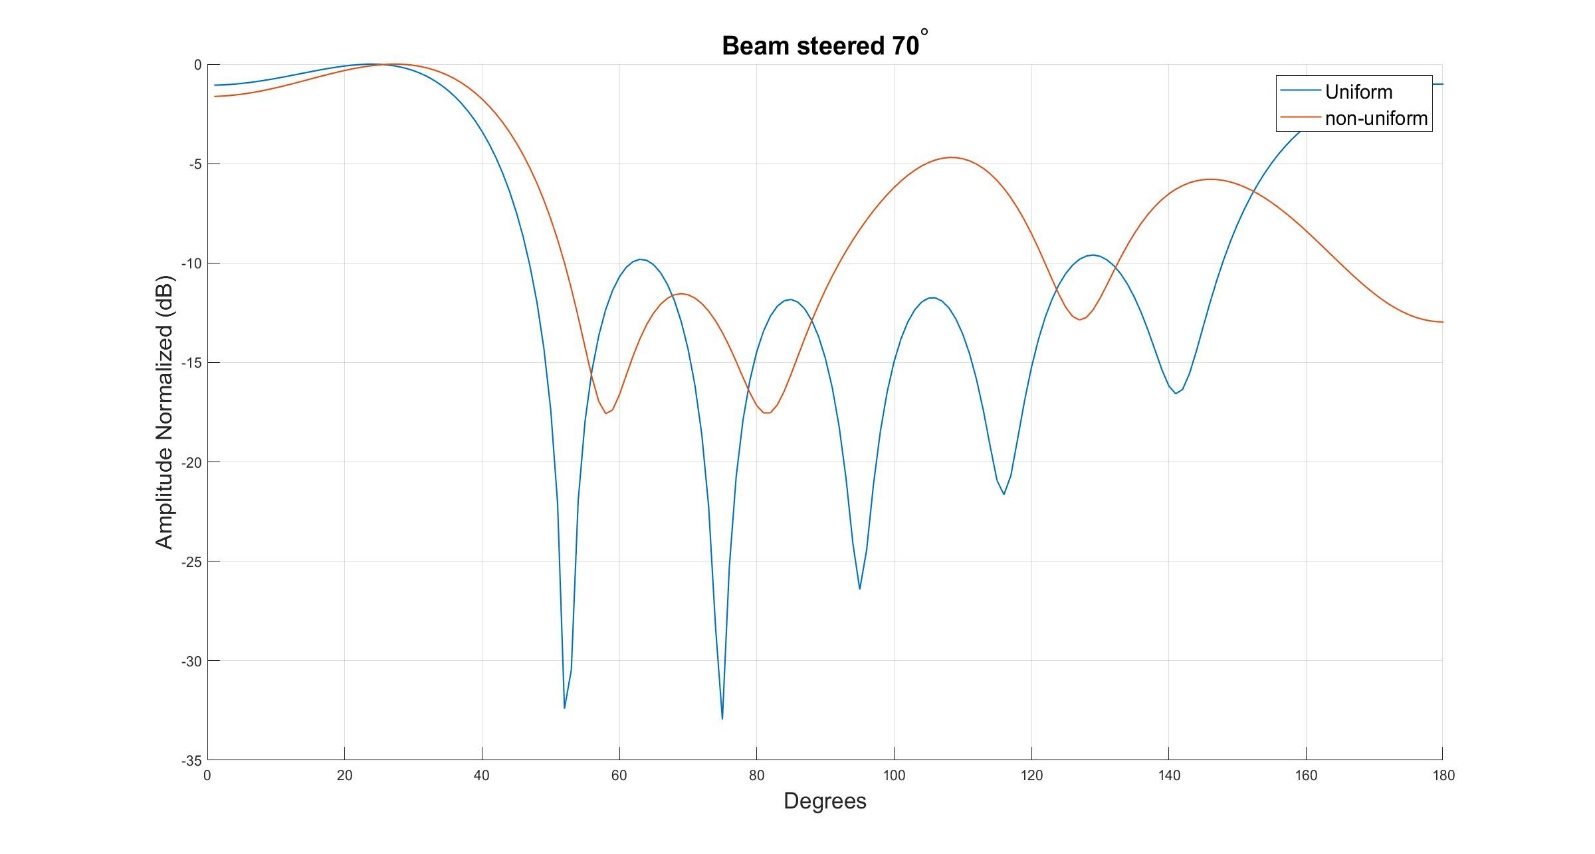 Beam steered 70°
Uniform
non-uniform
Amplitude Normalized (dB)
0
-5
-10
-15
-20
-25
-30
-35
0 20 40 60 80 100 120 140 160 180
Degrees